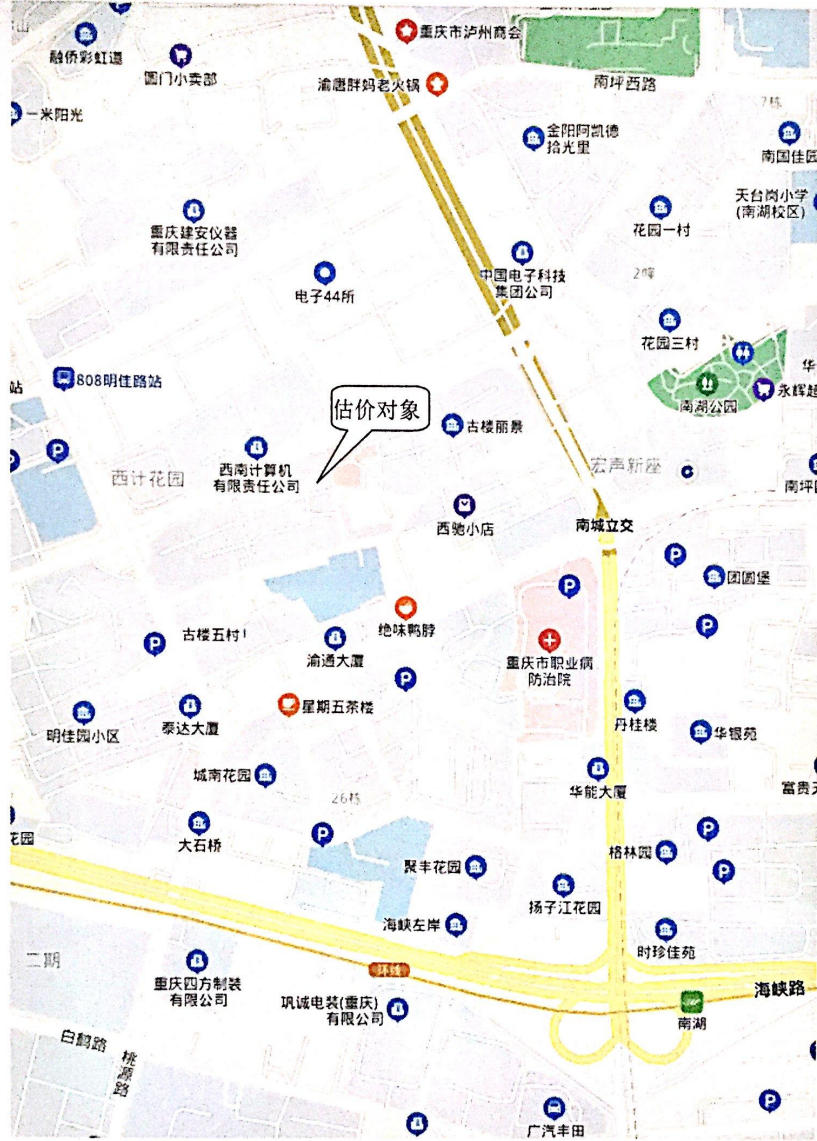 融侨彩虹道
圆门小卖部
重庆市泸州商会
渝唐胖妈老火锅
南坪西路
一米阳光
7栋
金阳阿凯德
拾光里
南国佳园
天台岗小学
(南湖校区)
花园一村
重庆建安仪器
有限责任公司
电子44所
中国电子科技
集团公司
2幢
花园三村
华
808明佳路站
站
南湖公园
永辉超
估价对象
古楼丽景
西计花园
西南计算机
有限责任公司
宏声新座
南坪
西驰小店
南城立交
团圆堡
绝味鸭脖
古楼五村
渝通大厦
重庆市职业病
防治院
星期五茶楼
明佳园小区
泰达大厦
丹桂楼
华银苑
城南花园
华能大厦
富贵天
26栋
花园
大石桥
聚丰花园
格林园
扬子江花园
海峡左岸
时珍佳苑
二期
重庆四方制装
有限公司
环线
海峡路
巩诚电装(重庆)
有限公司
南湖
白鹤路
桃源路
广汽丰田